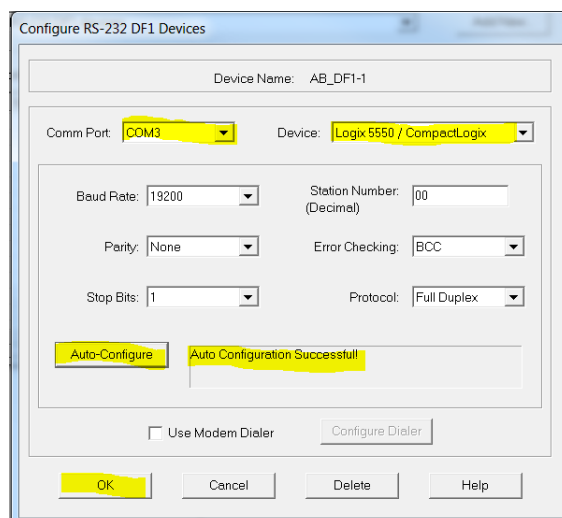 Configure RS-232 DF1 Devices
Device Name: AB_DF1-1
Comm Port: COM3 Device: Logix 5550 / CompactLogix
Baud Rate: 19200 Station Number: 00
(Decimal)
Parity: None Error Checking: BCC
Stop Bits: 1 Protocol: Full Duplex
Auto-Configure Auto Configuration Successful!
Use Modem Dialer Configure Dialer
OK Cancel Delete Help